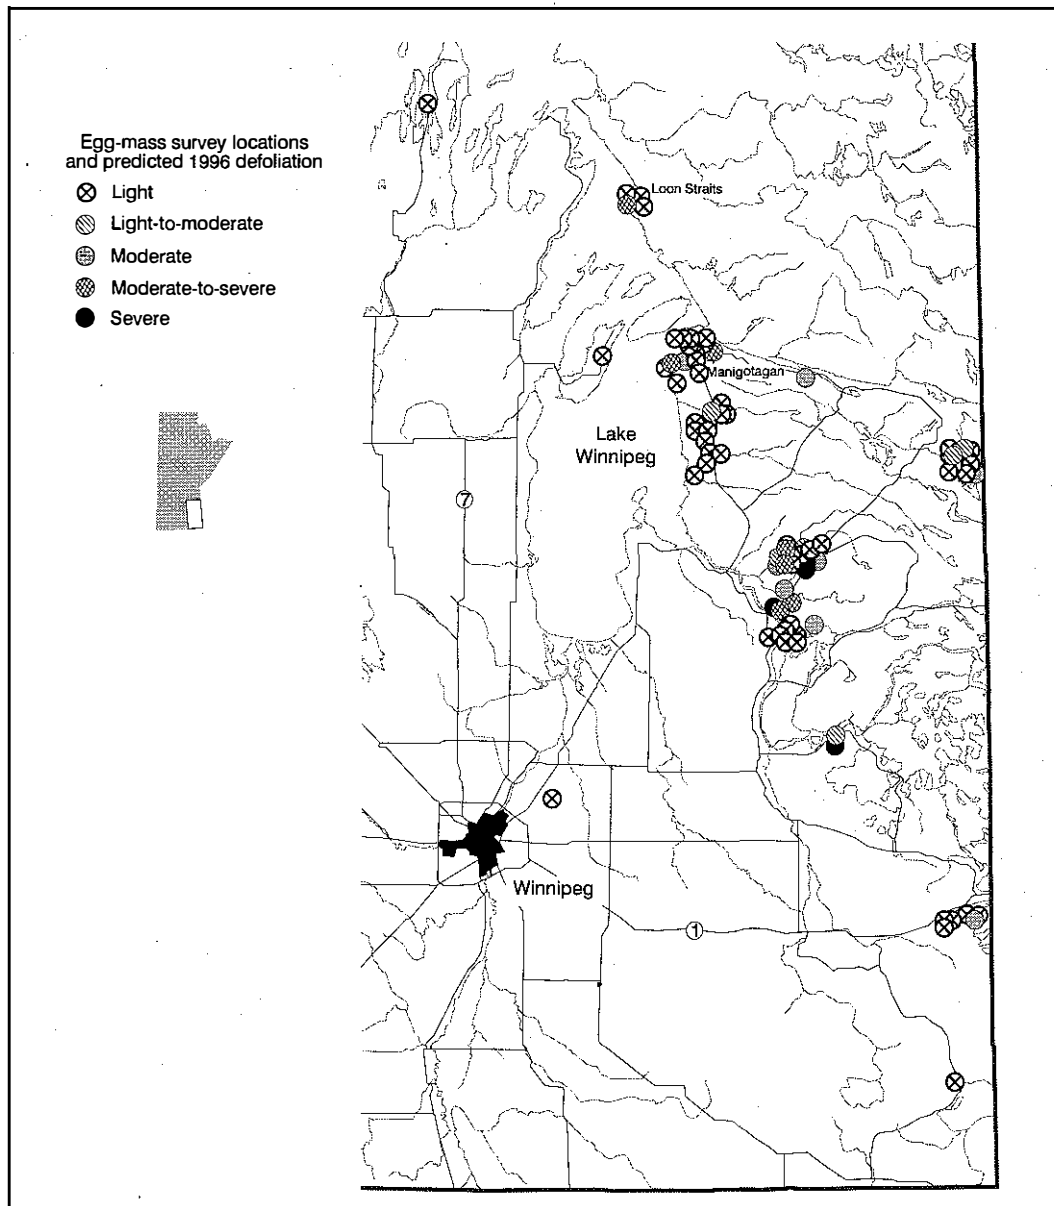 Egg-mass survey locations
and predicted 1996 defoliation
Light
Light-to-moderate
Moderate
Moderate-to-severe
Severe
Loon Straits
Manigotagan
Lake
Winnipeg
7
Winnipeg
1